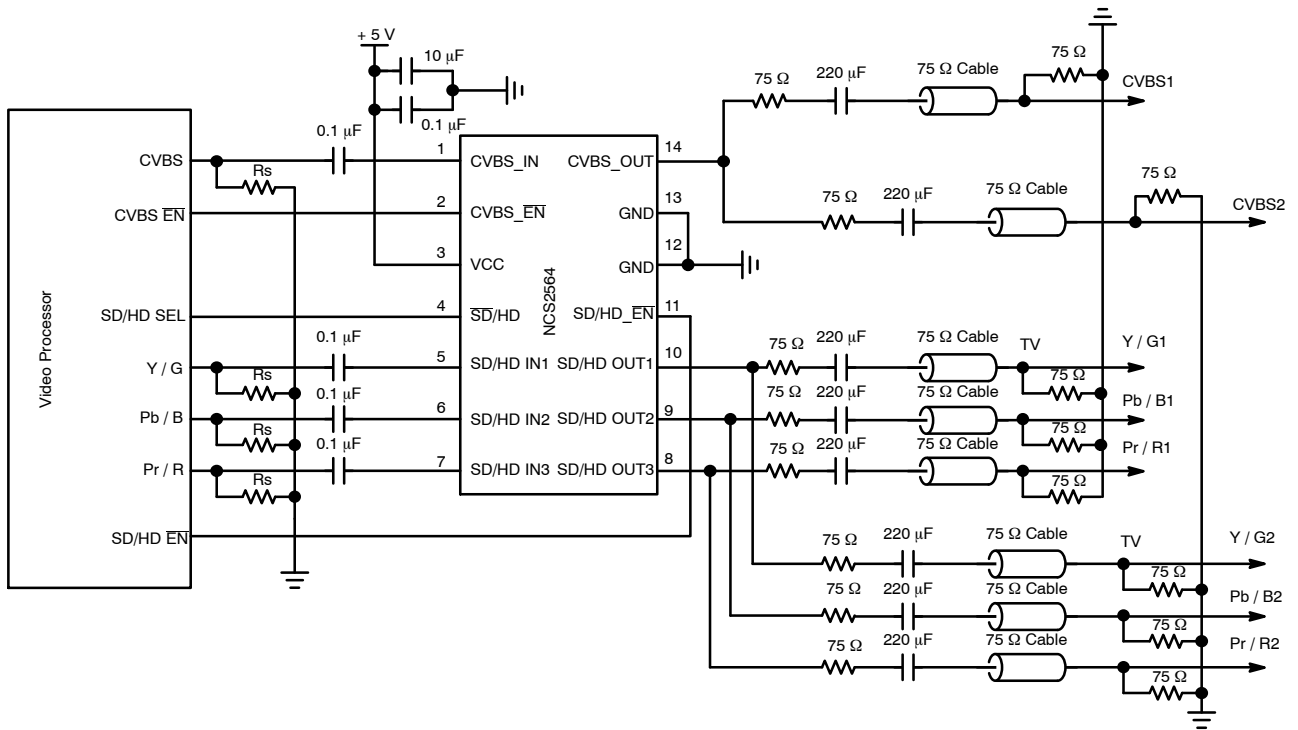 + 5 V
10 μF
0.1 μF
Video Processor
CVBS
CVBS EN
SD/HD SEL
Y / G
Pb / B
Pr / R
SD/HD EN
Rs
0.1 μF
Rs
0.1 μF
Rs
0.1 μF
Rs
0.1 μF
1
2
3
4
5
6
7
NCS2564
CVBS_IN
CVBS_EN
VCC
SD/HD
SD/HD IN1
SD/HD IN2
SD/HD IN3
CVBS_OUT
GND
GND
SD/HD_EN
SD/HD OUT1
SD/HD OUT2
SD/HD OUT3
14
13
12
11
10
9
8
75 Ω
220 μF
75 Ω Cable
75 Ω
CVBS1
75 Ω
220 μF
75 Ω Cable
75 Ω
CVBS2
75 Ω
220 μF
75 Ω Cable
TV
Y / G1
75 Ω
75 Ω
220 μF
75 Ω Cable
Pb / B1
75 Ω
75 Ω
220 μF
75 Ω Cable
Pr / R1
75 Ω
75 Ω
220 μF
75 Ω Cable
TV
Y / G2
75 Ω
75 Ω
220 μF
75 Ω Cable
Pb / B2
75 Ω
75 Ω
220 μF
75 Ω Cable
Pr / R2
75 Ω